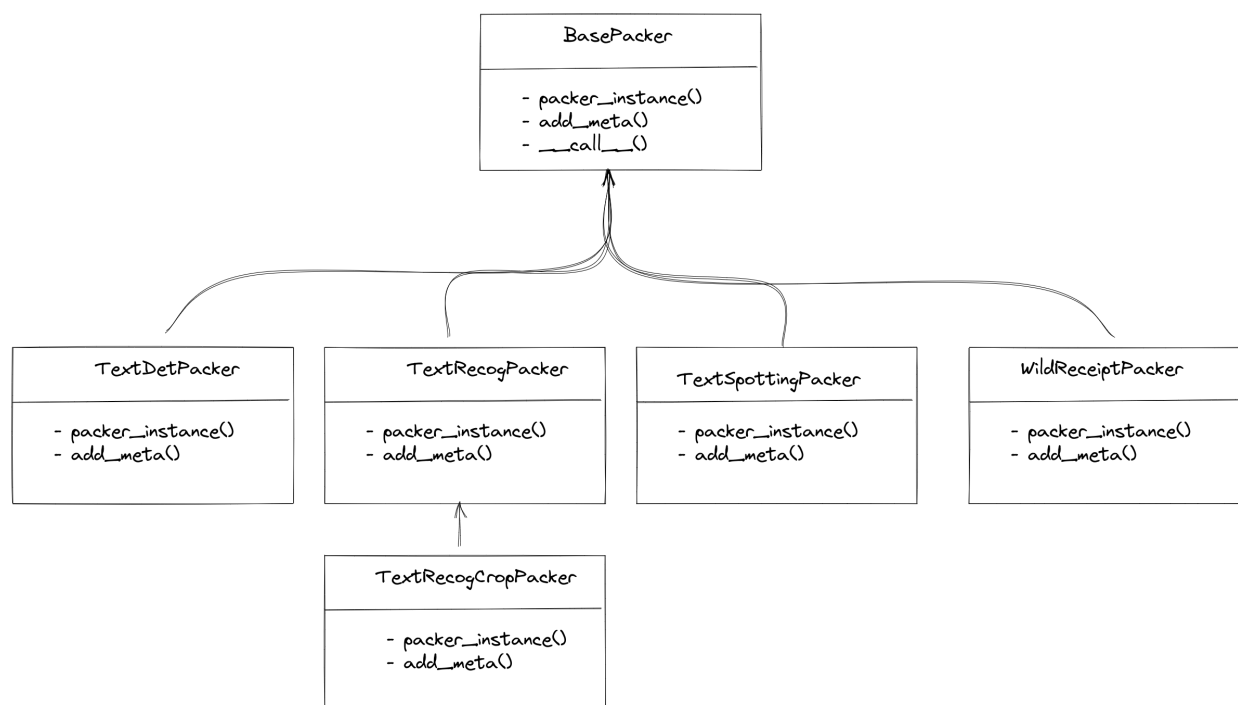 BasePacker
- packer_instance()
- add_meta()
- __call__()
TextDetPacker
- packer_instance()
- add_meta()
TextRecogPacker
- packer_instance()
- add_meta()
TextSpottingPacker
- packer_instance()
- add_meta()
WildReceiptPacker
- packer_instance()
- add_meta()
TextRecogCropPacker
- packer_instance()
- add_meta()